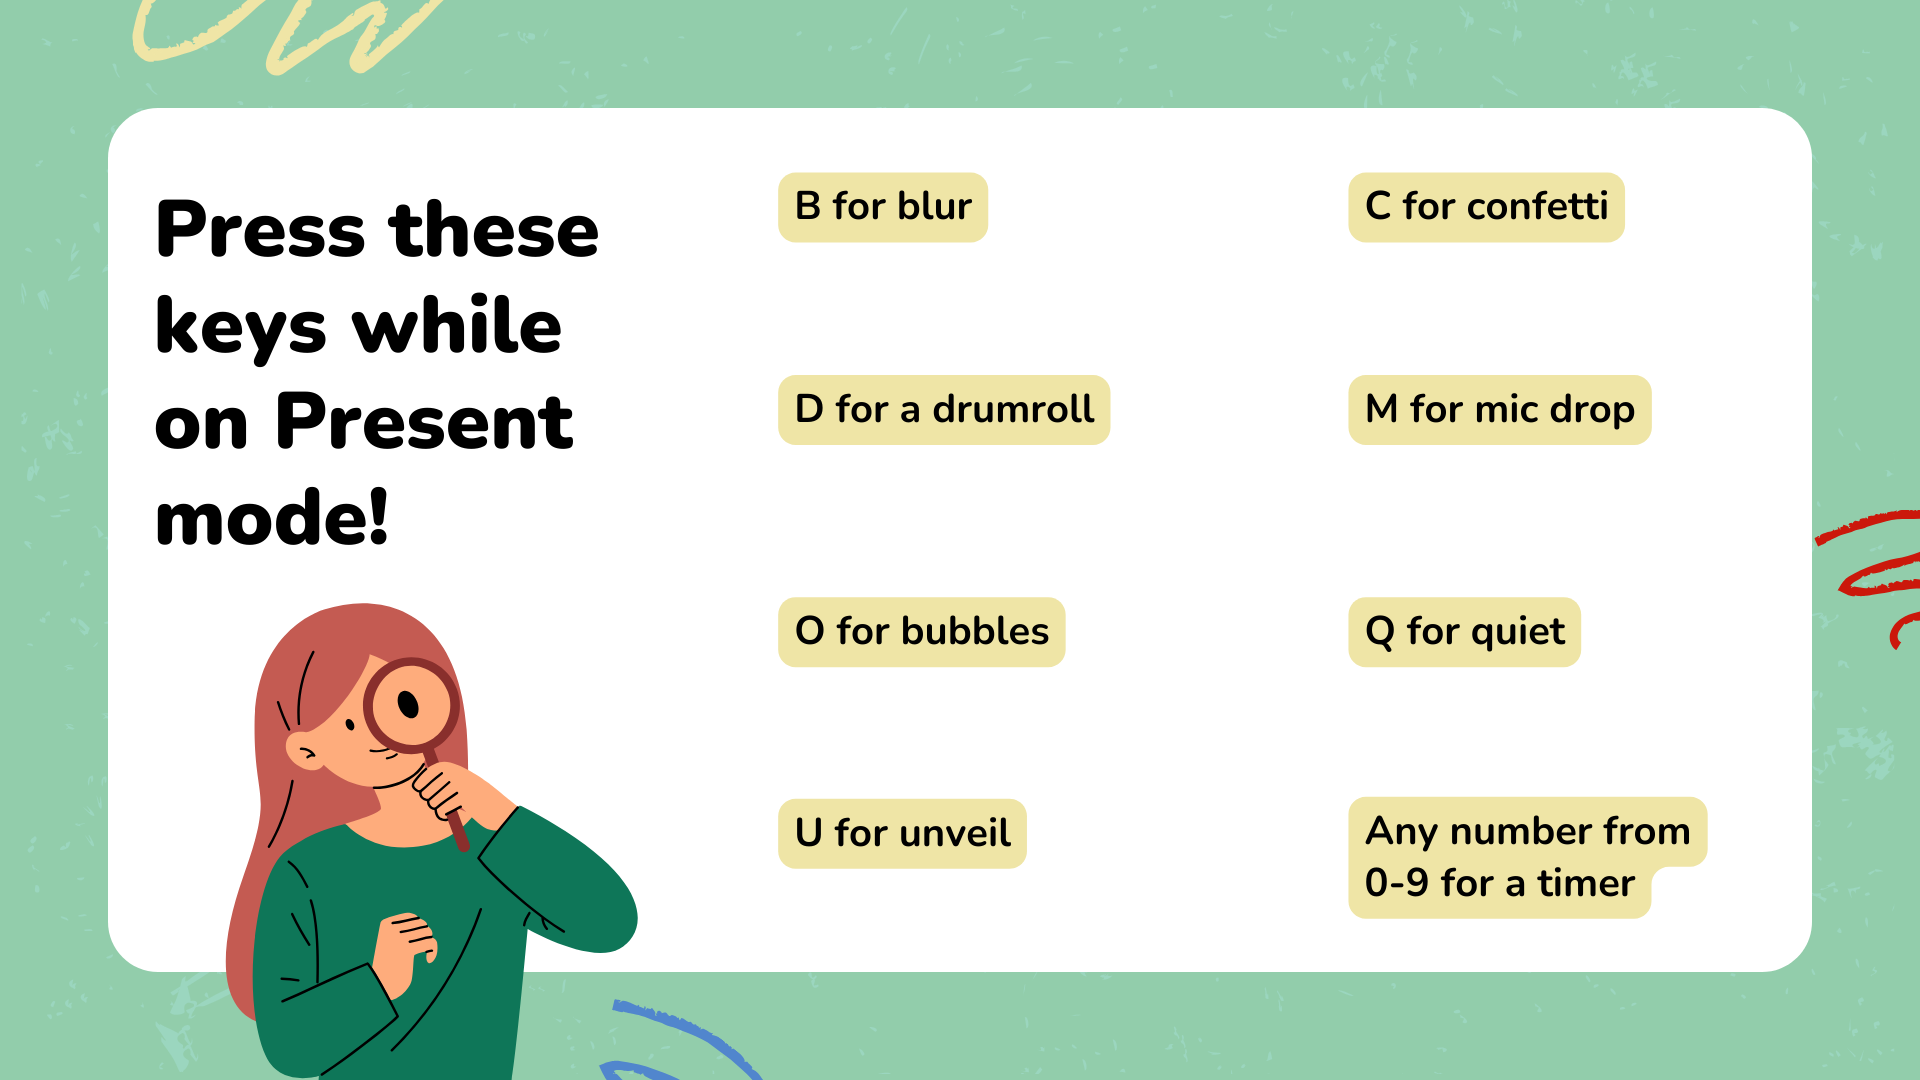 Press these
keys while
on Present
mode!
B for blur
C for confetti
D for a drumroll
M for mic drop
O for bubbles
Q for quiet
U for unveil
Any number from
0-9 for a timer